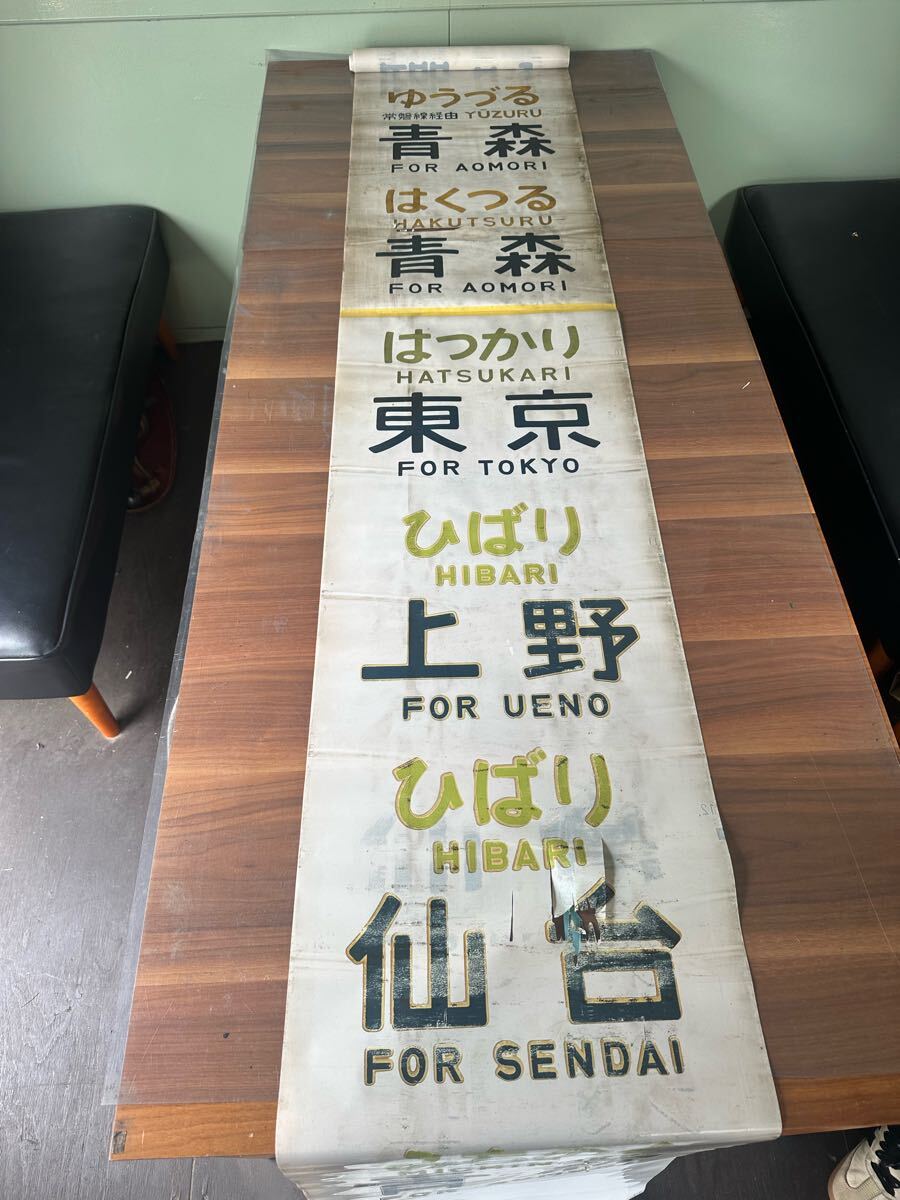 ゆうづる
常磐線経由 YŪZURU
青森
FOR AOMORI
はくつる
HAKUTSURU
青森
FOR AOMORI
はつかり
HATSUKARI
東京
FOR TOKYO
ひばり
HIBARI
上野
FOR UENO
ひばり
HIBARI
仙台
FOR SENDAI